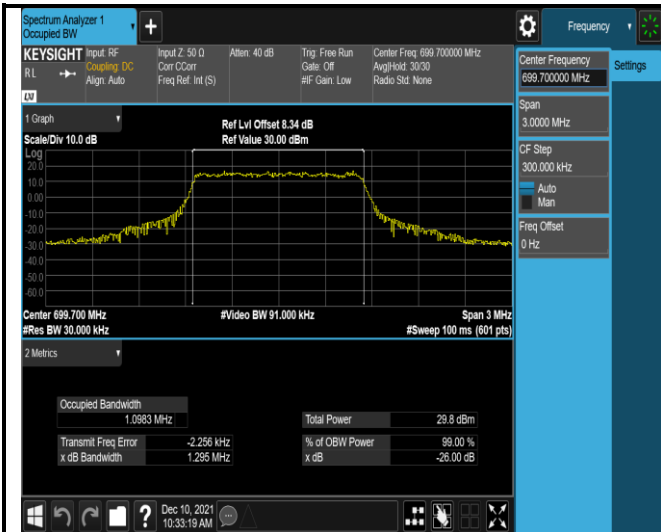 Spectrum Analyzer 1
Occupied BW
+
Frequency
KEYSIGHT
RL
LXI
Input: RF
Coupling: DC
Align: Auto
Input Z: 50 Ω
Corr CCorr
Freq Ref: Int (S)
Atten: 40 dB
Trig: Free Run
Gate: Off
#IF Gain: Low
Center Freq: 699.700000 MHz
Avg|Hold: 30/30
Radio Std: None
Center Frequency
699.700000 MHz
Settings
Span
3.0000 MHz
CF Step
300.000 kHz
Auto
Man
Freq Offset
0 Hz
1 Graph
Scale/Div 10.0 dB
Ref Lvl Offset 8.34 dB
Ref Value 30.00 dBm
Log
20.0
10.0
0.00
-10.0
-20.0
-30.0
-40.0
-50.0
-60.0
Center 699.700 MHz
#Video BW 91.000 kHz
Span 3 MHz
#Res BW 30.000 kHz
#Sweep 100 ms (601 pts)
2 Metrics
Occupied Bandwidth
1.0983 MHz
Total Power 29.8 dBm
Transmit Freq Error -2.256 kHz
% of OBW Power 99.00 %
x dB Bandwidth 1.295 MHz
x dB -26.00 dB
?
Dec 10, 2021
10:33:19 AM